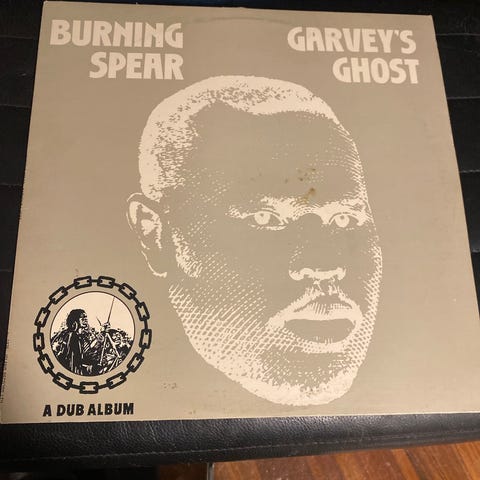 BURNING
SPEAR
GARVEY'S
GHOST
A DUB ALBUM